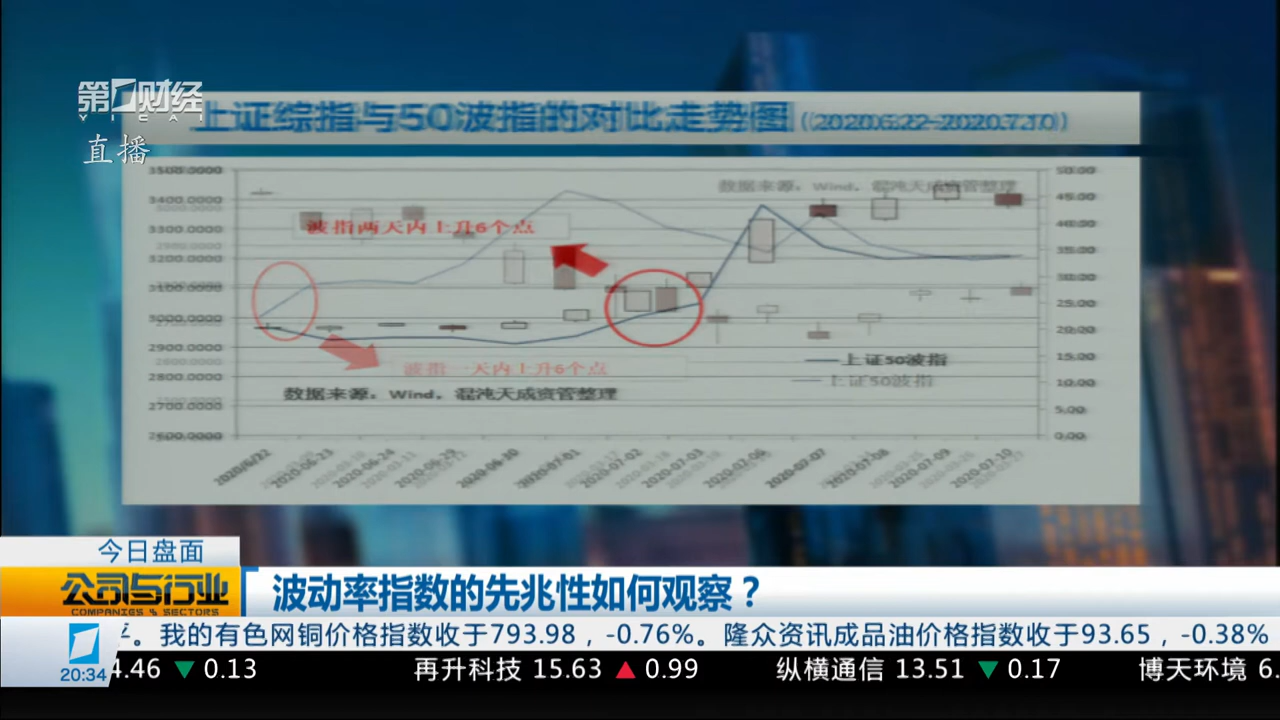 第1财经
YICAI
直播
上证综指与50波指的对比走势图 (2020.6.22-2020.7.10)
3500.0000
3400.0000
3300.0000
3200.0000
3100.0000
3000.0000
2900.0000
2800.0000
2700.0000
2600.0000
50.00
45.00
40.00
35.00
30.00
25.00
20.00
15.00
10.00
5.00
0.00
数据来源:Wind,混沌天成资管整理
波指两天内上升6个点
波指一天内上升6个点
上证50波指
上证50波指
数据来源:Wind,混沌天成资管整理
2020/6/22
2020-06-23
2020-06-24
2020-06-29
2020-06-30
2020-07-01
2020-07-02
2020-07-03
2020-07-06
2020-07-07
2020-07-08
2020-07-09
2020-07-10
今日盘面
公司与行业
COMPANIES & SECTORS
波动率指数的先兆性如何观察?
。我的有色网铜价格指数收于793.98,-0.76%。隆众资讯成品油价格指数收于93.65,-0.38%
20:34
4.46 ▼ 0.13 再升科技 15.63 ▲ 0.99 纵横通信 13.51 ▼ 0.17 博天环境 6.